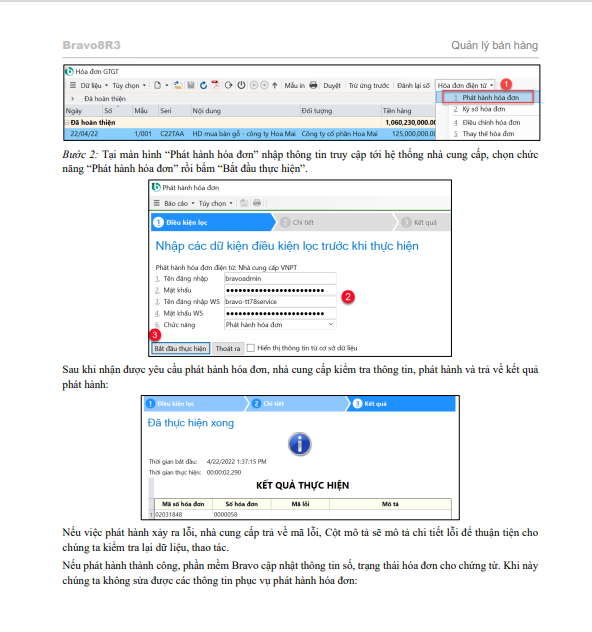 Bravo8R3 Quản lý bán hàng
Hóa đơn GTGT
Dữ liệu Tùy chọn Mẫu in Duyệt Trừ ứng trước Đánh lại số Hóa đơn điện tử 1
Đã hoàn thiện 1. Phát hành hóa đơn
Ngày Số Mẫu Seri Nội dung Đối tượng Tiền hàng 2. Ký số hóa đơn
Đã hoàn thiện 1,060,230,000.00 4. Điều chỉnh hóa đơn
22/04/22 1/001 C22TAA HD mua bàn gỗ - công ty Hoa Mai Công ty cổ phần Hoa Mai 125,000,000.00 5. Thay thế hóa đơn
Bước 2: Tại màn hình “Phát hành hóa đơn” nhập thông tin truy cập tới hệ thống nhà cung cấp, chọn chức
năng “Phát hành hóa đơn” rồi bấm “Bắt đầu thực hiện”.
Phát hành hóa đơn
Báo cáo Tùy chọn
1 Điều kiện lọc 2 Chi tiết 3 Kết quả
Nhập các dữ kiện điều kiện lọc trước khi thực hiện
Phát hành hóa đơn điện tử: Nhà cung cấp VNPT
1. Tên đăng nhập bravoadmin
2. Mật khẩu
3. Tên đăng nhập WS bravo-tt78service 2
4. Mật khẩu WS
6. Chức năng Phát hành hóa đơn
3
Bắt đầu thực hiện Thoát ra Hiển thị thông tin từ cơ sở dữ liệu
Sau khi nhận được yêu cầu phát hành hóa đơn, nhà cung cấp kiểm tra thông tin, phát hành và trả về kết quả
phát hành:
1 Điều kiện lọc 2 Chi tiết 3 Kết quả
Đã thực hiện xong
Thời gian bắt đầu: 4/22/2022 1:37:15 PM
Thời gian thực hiện: 00:00:02.290
KẾT QUẢ THỰC HIỆN
Mã số hóa đơn Số hóa đơn Mã lỗi Mô tả
1 02031848 0000058
Nếu việc phát hành xảy ra lỗi, nhà cung cấp trả về mã lỗi, Cột mô tả sẽ mô tả chi tiết lỗi để thuận tiện cho
chúng ta kiểm tra lại dữ liệu, thao tác.
Nếu phát hành thành công, phần mềm Bravo cập nhật thông tin số, trạng thái hóa đơn cho chứng từ. Khi này
chúng ta không sửa được các thông tin phục vụ phát hành hóa đơn: